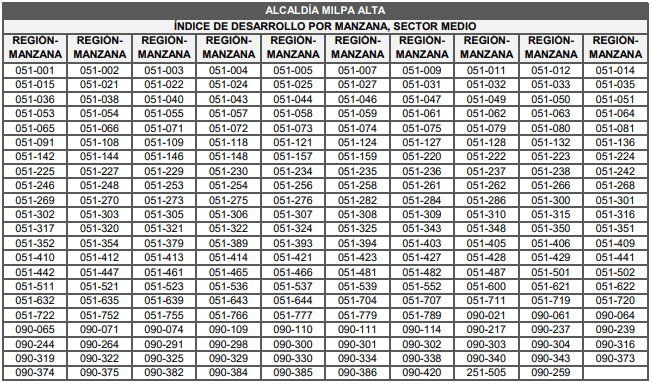 ALCALDÍA MILPA ALTA
ÍNDICE DE DESARROLLO POR MANZANA, SECTOR MEDIO
REGIÓN-MANZANA REGIÓN-MANZANA REGIÓN-MANZANA REGIÓN-MANZANA REGIÓN-MANZANA REGIÓN-MANZANA REGIÓN-MANZANA REGIÓN-MANZANA REGIÓN-MANZANA REGIÓN-MANZANA
051-001 051-002 051-003 051-004 051-005 051-007 051-009 051-011 051-012 051-014
051-015 051-021 051-022 051-024 051-025 051-027 051-031 051-032 051-033 051-035
051-036 051-038 051-040 051-043 051-044 051-046 051-047 051-049 051-050 051-051
051-053 051-054 051-055 051-057 051-058 051-059 051-061 051-062 051-063 051-064
051-065 051-066 051-071 051-072 051-073 051-074 051-075 051-079 051-080 051-081
051-091 051-108 051-109 051-118 051-121 051-124 051-127 051-128 051-132 051-136
051-142 051-144 051-146 051-148 051-157 051-159 051-220 051-222 051-223 051-224
051-225 051-227 051-229 051-230 051-234 051-235 051-236 051-237 051-238 051-242
051-246 051-248 051-253 051-254 051-256 051-258 051-261 051-262 051-266 051-268
051-269 051-270 051-273 051-275 051-276 051-282 051-284 051-286 051-300 051-301
051-302 051-303 051-305 051-306 051-307 051-308 051-309 051-310 051-315 051-316
051-317 051-320 051-321 051-322 051-324 051-325 051-343 051-348 051-350 051-351
051-352 051-354 051-379 051-389 051-393 051-394 051-403 051-405 051-406 051-409
051-410 051-412 051-413 051-414 051-421 051-423 051-427 051-428 051-429 051-441
051-442 051-447 051-461 051-465 051-466 051-481 051-482 051-487 051-501 051-502
051-511 051-521 051-523 051-536 051-537 051-539 051-552 051-600 051-621 051-622
051-632 051-635 051-639 051-643 051-644 051-704 051-707 051-711 051-719 051-720
051-722 051-752 051-755 051-766 051-777 051-779 051-789 090-021 090-061 090-064
090-065 090-071 090-074 090-109 090-110 090-111 090-114 090-217 090-237 090-239
090-244 090-264 090-291 090-298 090-300 090-301 090-302 090-303 090-304 090-316
090-319 090-322 090-325 090-329 090-330 090-334 090-338 090-340 090-343 090-373
090-374 090-375 090-382 090-384 090-385 090-386 090-420 251-505 090-259